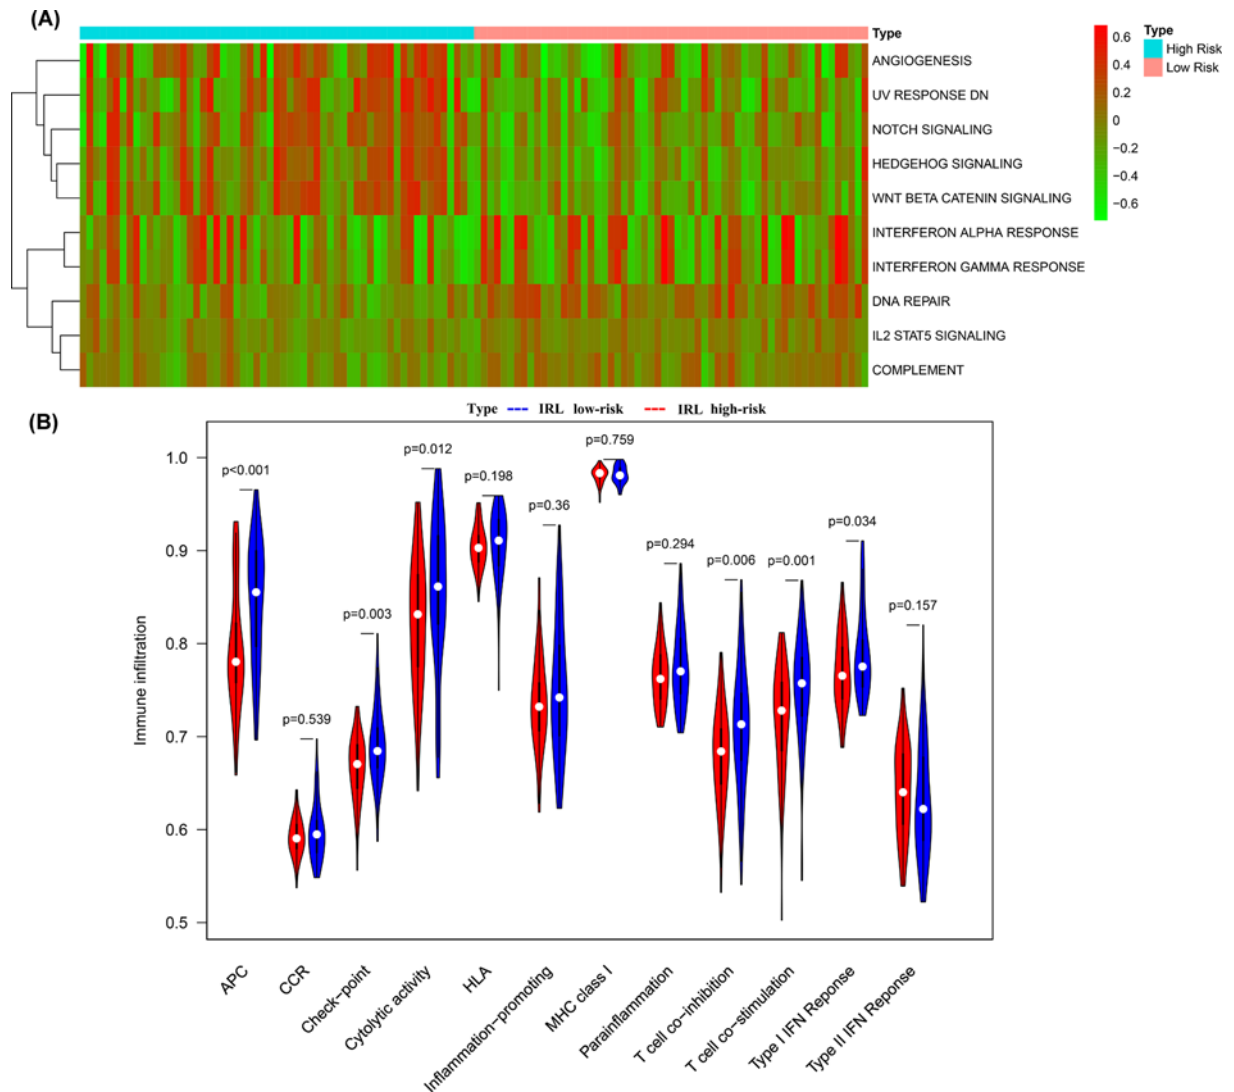 (A)
Type
ANGIOGENESIS
UV RESPONSE DN
NOTCH SIGNALING
HEDGEHOG SIGNALING
WNT BETA CATENIN SIGNALING
INTERFERON ALPHA RESPONSE
INTERFERON GAMMA RESPONSE
DNA REPAIR
IL2 STAT5 SIGNALING
COMPLEMENT
0.6
0.4
0.2
0
−0.2
−0.4
−0.6
Type
High Risk
Low Risk
(B)
Type IRL low-risk IRL high-risk
Immune infiltration
1.0
0.9
0.8
0.7
0.6
0.5
p<0.001
p=0.539
p=0.003
p=0.012
p=0.198
p=0.36
p=0.759
p=0.294
p=0.006
p=0.001
p=0.034
p=0.157
APC
CCR
Check−point
Cytolytic activity
HLA
Inflammation−promoting
MHC class I
Parainflammation
T cell co−inhibition
T cell co−stimulation
Type I IFN Reponse
Type II IFN Reponse